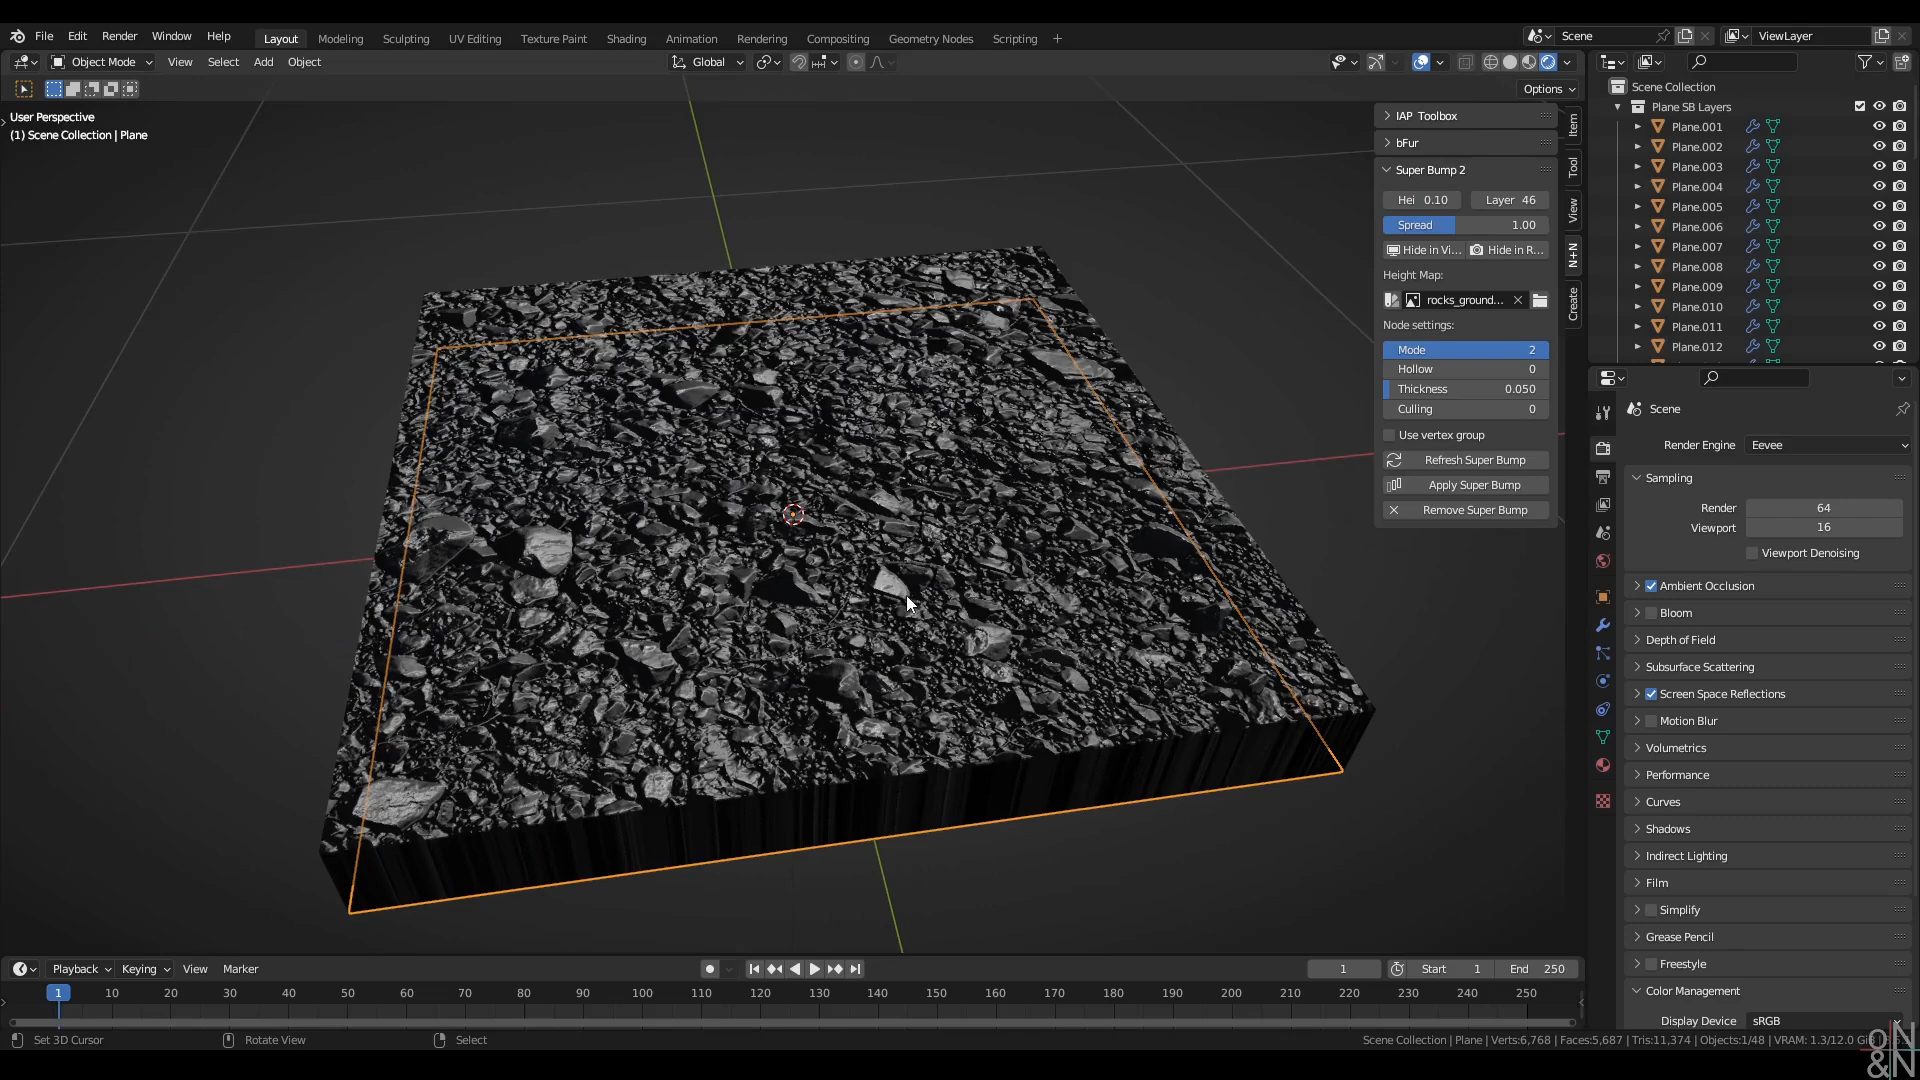 File Edit Render Window Help Layout Modeling Sculpting UV Editing Texture Paint Shading Animation Rendering Compositing Geometry Nodes Scripting + Scene ViewLayer
Object Mode View Select Add Object Global
Options
User Perspective
(1) Scene Collection | Plane
IAP Toolbox
bFur
Super Bump 2
Hei 0.10 Layer 46
Spread 1.00
Hide in Vi... Hide in R...
Height Map:
rocks_ground...
Node settings:
Mode 2
Hollow 0
Thickness 0.050
Culling 0
Use vertex group
Refresh Super Bump
Apply Super Bump
Remove Super Bump
Item
Tool
View
N+N
Create
Scene Collection
Plane SB Layers
Plane.001
Plane.002
Plane.003
Plane.004
Plane.005
Plane.006
Plane.007
Plane.008
Plane.009
Plane.010
Plane.011
Plane.012
Scene
Render Engine Eevee
Sampling
Render 64
Viewport 16
Viewport Denoising
Ambient Occlusion
Bloom
Depth of Field
Subsurface Scattering
Screen Space Reflections
Motion Blur
Volumetrics
Performance
Curves
Shadows
Indirect Lighting
Film
Simplify
Grease Pencil
Freestyle
Color Management
Display Device sRGB
Playback Keying View Marker 1 Start 1 End 250
1 10 20 30 40 50 60 70 80 90 100 110 120 130 140 150 160 170 180 190 200 210 220 230 240 250
Set 3D Cursor Rotate View Select Scene Collection | Plane | Verts:6,768 | Faces:5,687 | Tris:11,374 | Objects:1/48 | VRAM: 1.3/12.0